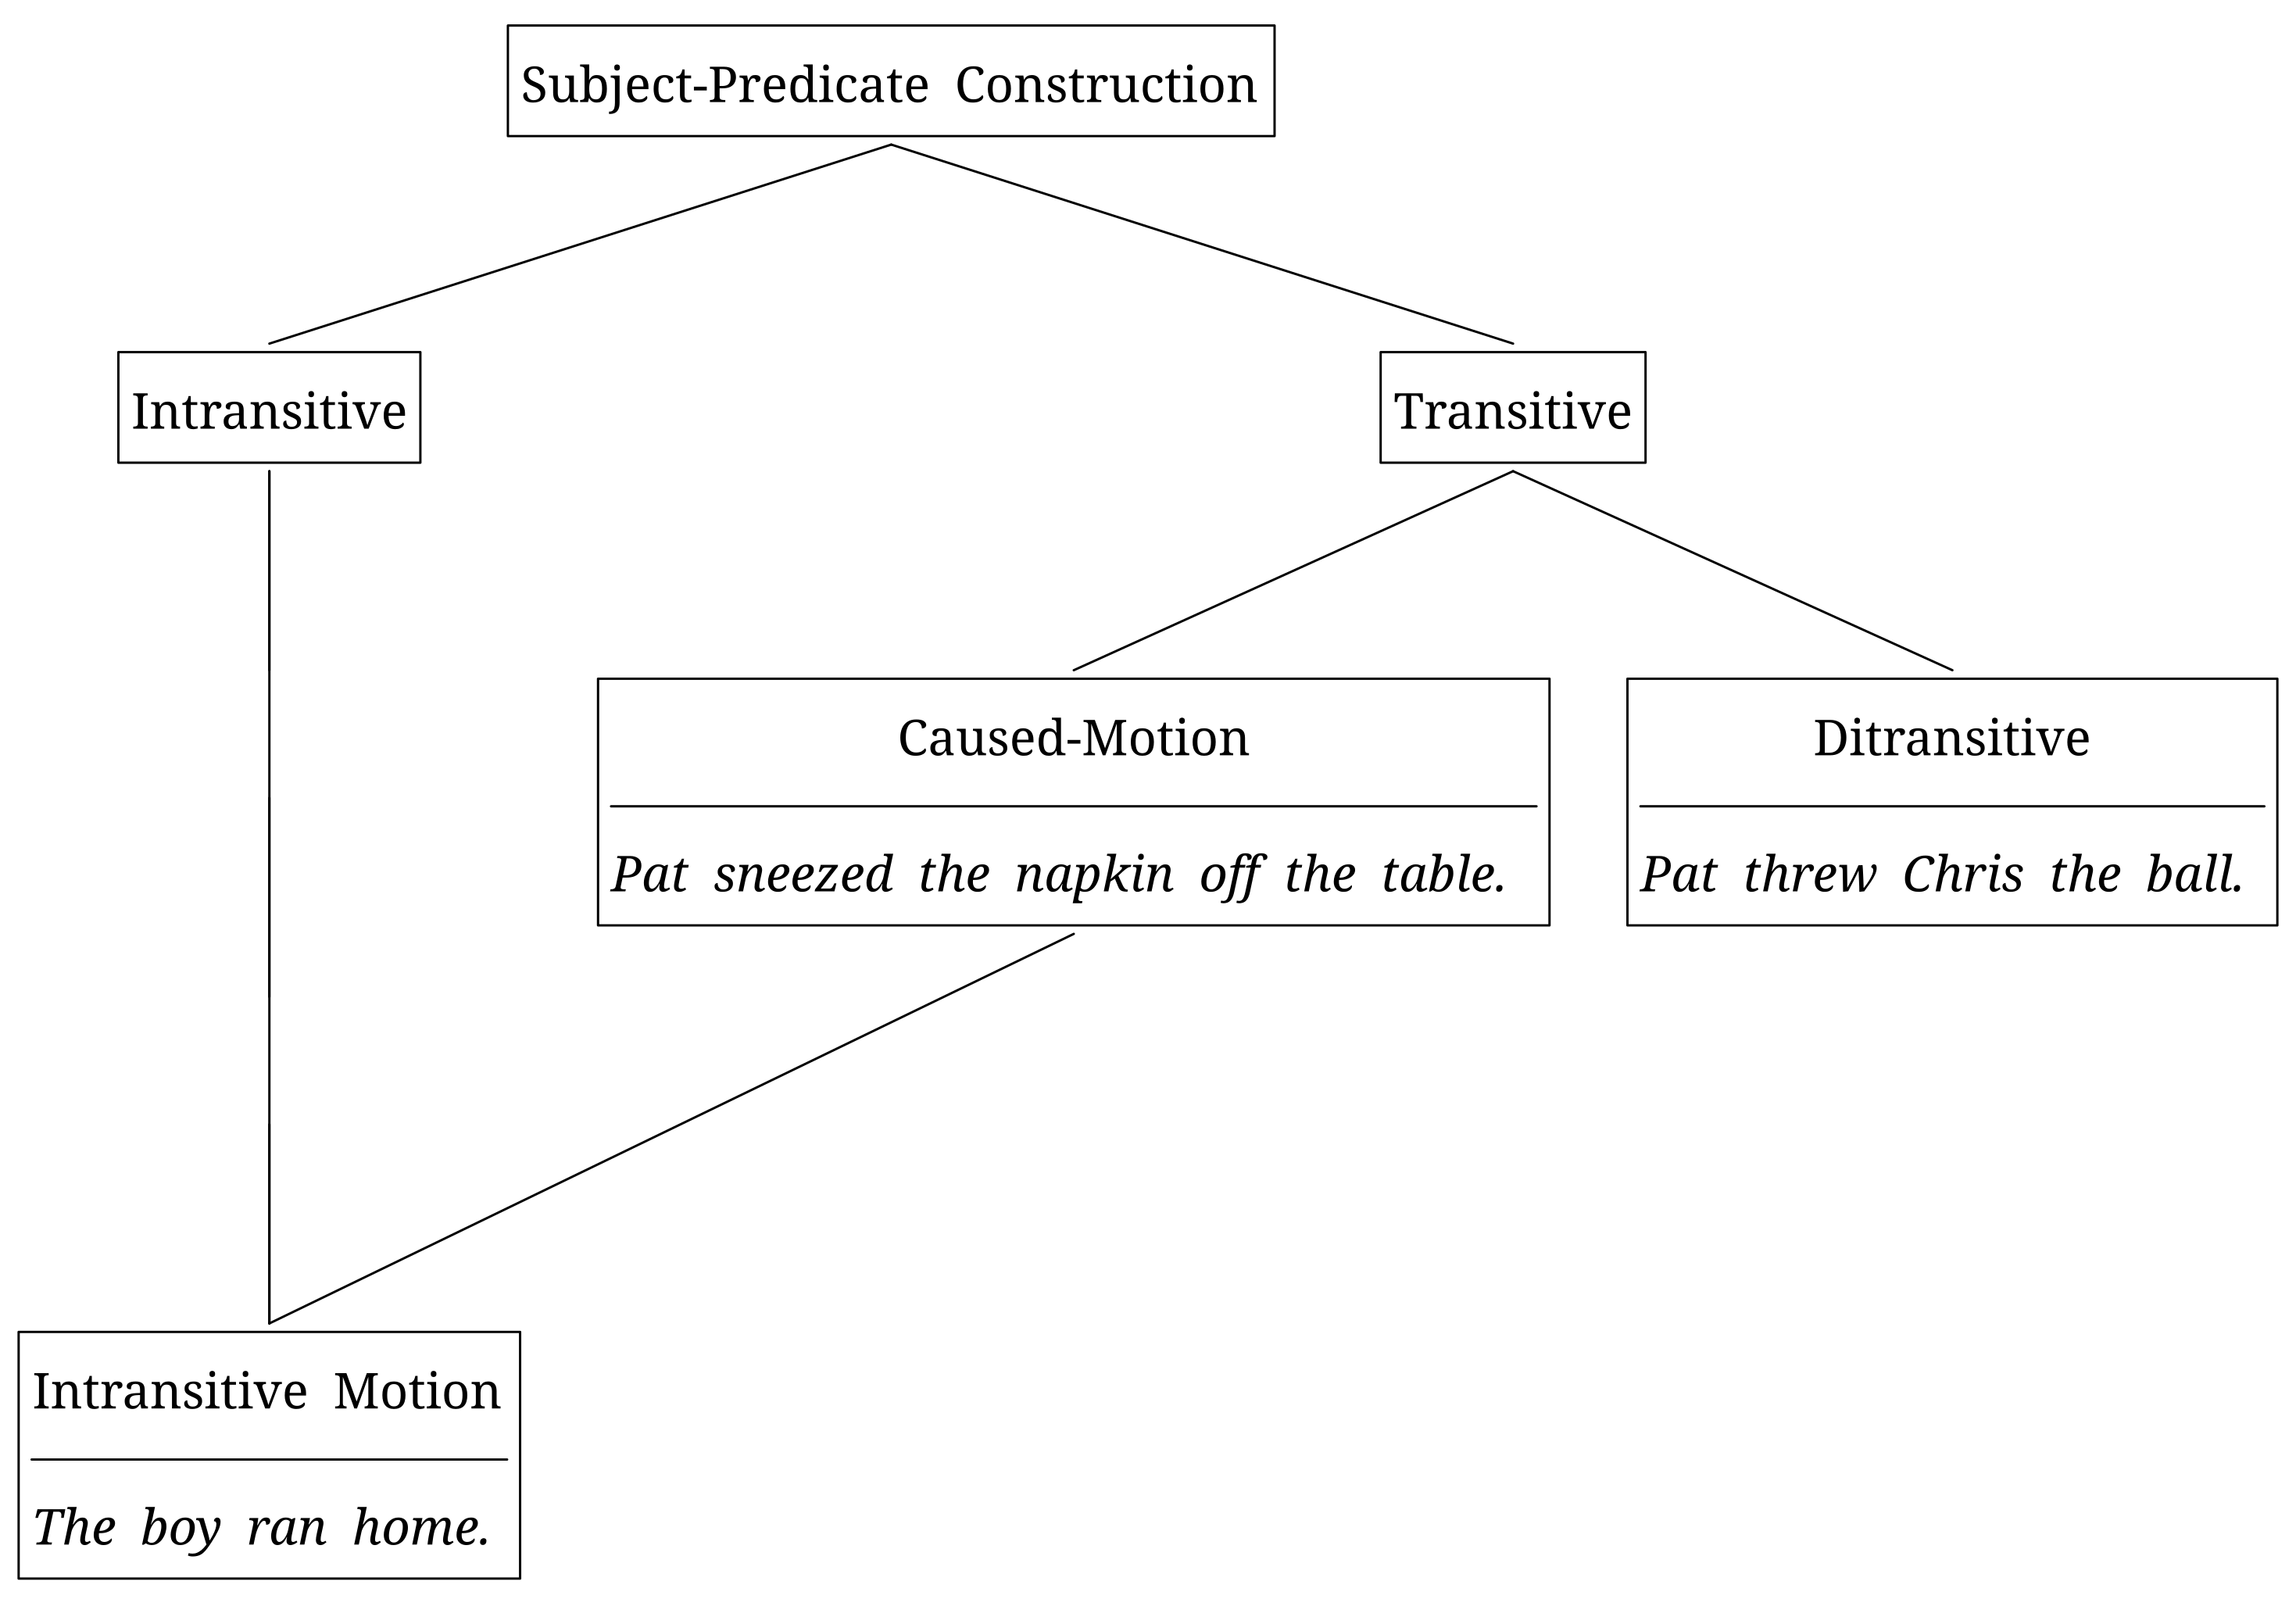 Subject-Predicate Construction
Intransitive
Transitive
Caused-Motion
Pat sneezed the napkin off the table.
Ditransitive
Pat threw Chris the ball.
Intransitive Motion
The boy ran home.